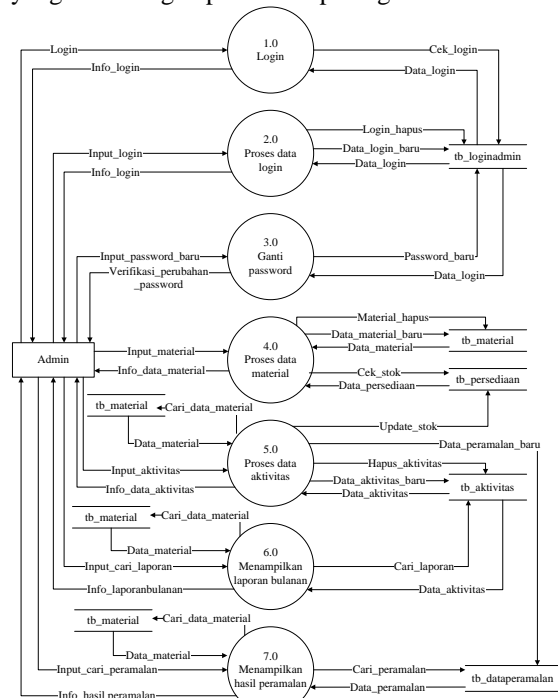 1.0
Login
Login
Info_login
Cek_login
Data_login
2.0
Proses data
login
Input_login
Info_login
Login_hapus
Data_login_baru
Data_login
tb_loginadmin
3.0
Ganti
password
Input_password_baru
Verifikasi_perubahan
_password
Password_baru
Data_login
4.0
Proses data
material
Admin
Input_material
Info_data_material
Material_hapus
Data_material_baru
Data_material
tb_material
Cek_stok
Data_persediaan
tb_persediaan
tb_material
Cari_data_material
Data_material
5.0
Proses data
aktivitas
Input_aktivitas
Info_data_aktivitas
Update_stok
Data_peramalan_baru
Hapus_aktivitas
Data_aktivitas_baru
Data_aktivitas
tb_aktivitas
tb_material
Cari_data_material
Data_material
6.0
Menampilkan
laporan bulanan
Input_cari_laporan
Info_laporanbulanan
Cari_laporan
Data_aktivitas
tb_material
Cari_data_material
Data_material
7.0
Menampilkan
hasil peramalan
Input_cari_peramalan
Info_hasil_peramalan
Cari_peramalan
Data_peramalan
tb_dataperamalan